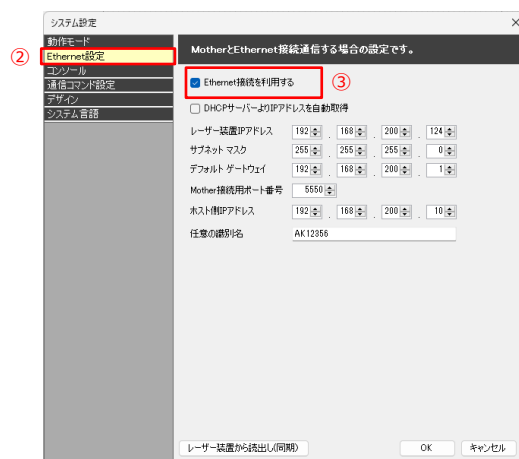 システム設定
動作モード
② Ethernet設定
コンソール
通信コマンド設定
デザイン
システム言語
MotherとEthernet接続通信する場合の設定です。
Ethernet接続を利用する ③
DHCPサーバーよりIPアドレスを自動取得
レーザー装置IPアドレス 192 . 168 . 200 . 124
サブネット マスク 255 . 255 . 255 . 0
デフォルト ゲートウェイ 192 . 168 . 200 . 1
Mother接続用ポート番号 5550
ホスト側IPアドレス 192 . 168 . 200 . 10
任意の識別名 AK12356
レーザー装置から読出し(同期) OK キャンセル